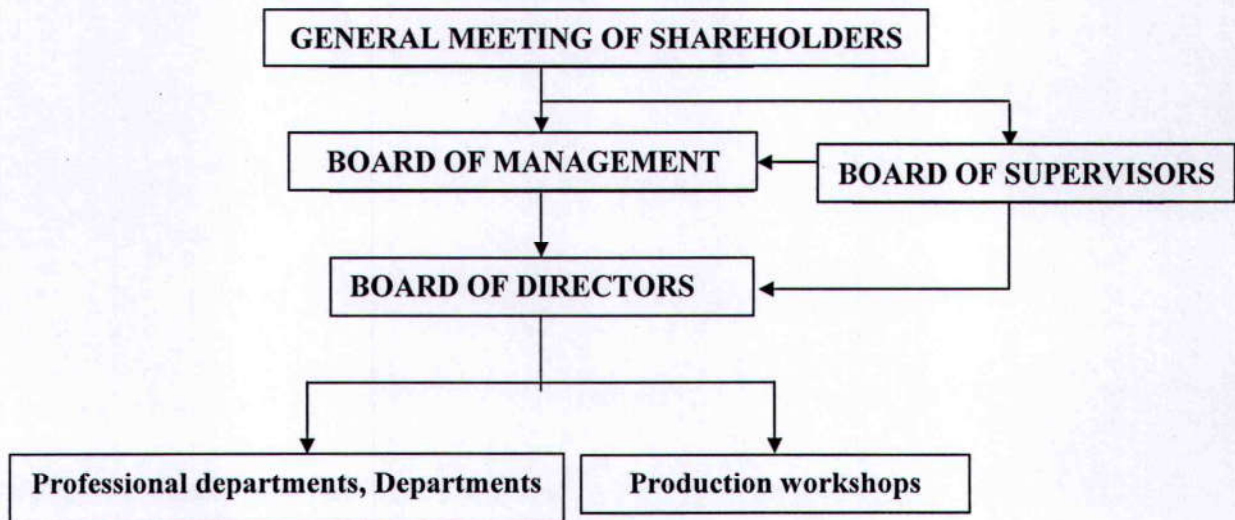 GENERAL MEETING OF SHAREHOLDERS
BOARD OF MANAGEMENT
BOARD OF SUPERVISORS
BOARD OF DIRECTORS
Professional departments, Departments
Production workshops